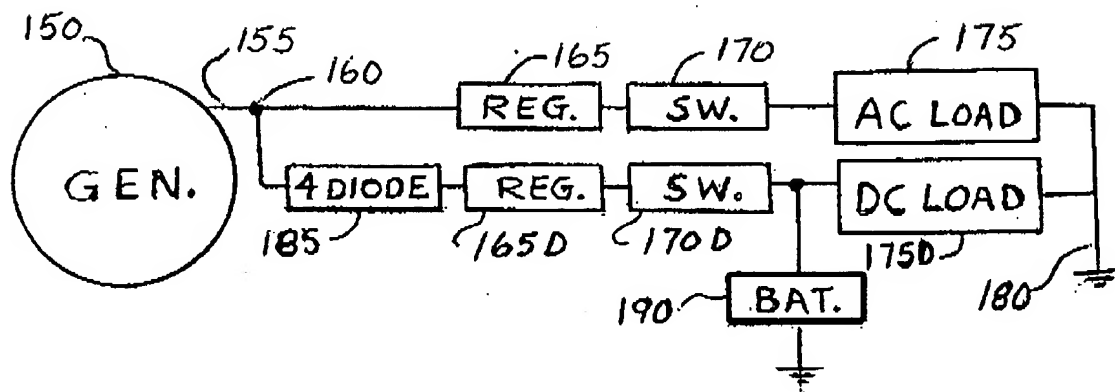 150
155
160
165
170
175
REG.
SW.
AC LOAD
GEN.
4 DIODE
REG.
SW.
DC LOAD
185
165D
170D
175D
180
190
BAT.